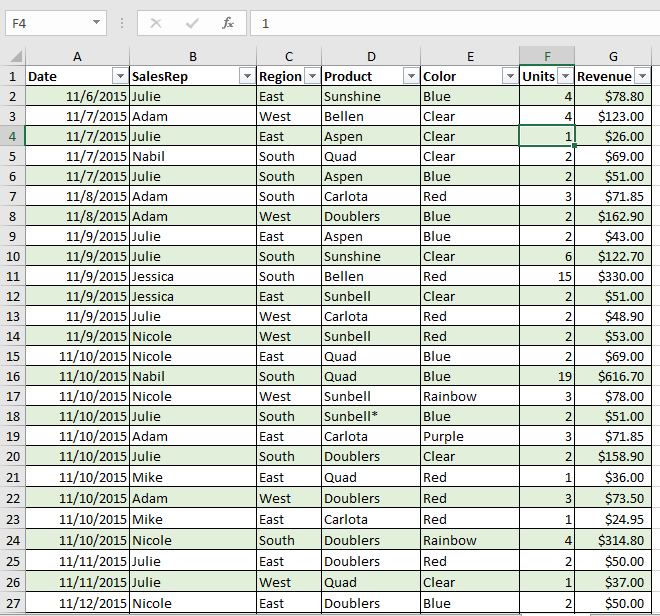 F4 fx 1
A B C D E F G
1 Date SalesRep Region Product Color Units Revenue
2 11/6/2015 Julie East Sunshine Blue 4 $78.80
3 11/7/2015 Adam West Bellen Clear 4 $123.00
4 11/7/2015 Julie East Aspen Clear 1 $26.00
5 11/7/2015 Nabil South Quad Clear 2 $69.00
6 11/7/2015 Julie South Aspen Blue 2 $51.00
7 11/8/2015 Adam South Carlota Red 3 $71.85
8 11/8/2015 Adam West Doublers Blue 2 $162.90
9 11/9/2015 Julie East Aspen Blue 2 $43.00
10 11/9/2015 Julie South Sunshine Clear 6 $122.70
11 11/9/2015 Jessica South Bellen Red 15 $330.00
12 11/9/2015 Jessica East Sunbell Clear 2 $51.00
13 11/9/2015 Julie West Carlota Red 2 $48.90
14 11/9/2015 Nicole West Sunbell Red 2 $53.00
15 11/10/2015 Nicole East Quad Blue 2 $69.00
16 11/10/2015 Nabil South Quad Blue 19 $616.70
17 11/10/2015 Nicole West Sunbell Rainbow 3 $78.00
18 11/10/2015 Julie South Sunbell* Blue 2 $51.00
19 11/10/2015 Adam East Carlota Purple 3 $71.85
20 11/10/2015 Julie South Doublers Clear 2 $158.90
21 11/10/2015 Mike East Quad Red 1 $36.00
22 11/10/2015 Adam West Doublers Red 3 $73.50
23 11/10/2015 Mike East Carlota Red 1 $24.95
24 11/10/2015 Nicole South Doublers Rainbow 4 $314.80
25 11/11/2015 Julie East Doublers Red 2 $50.00
26 11/11/2015 Julie West Quad Clear 1 $37.00
27 11/12/2015 Nicole East Doublers Blue 2 $50.00